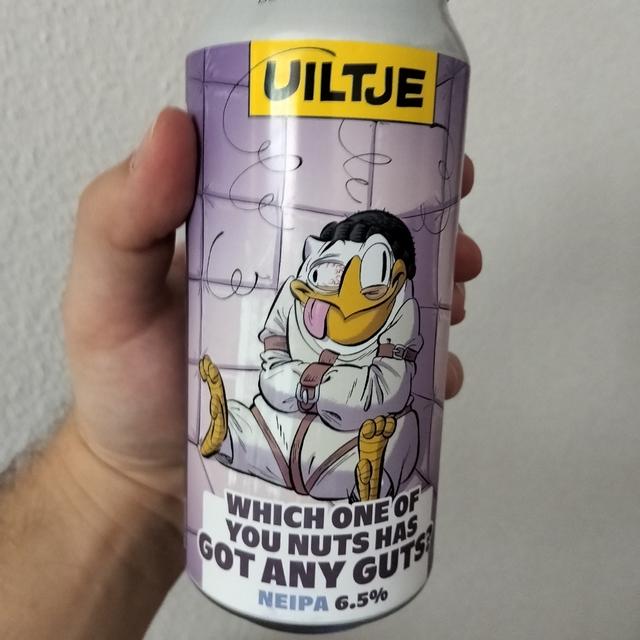 UILTJE
WHICH ONE OF
YOU NUTS HAS
GOT ANY GUTS?
NEIPA 6.5%